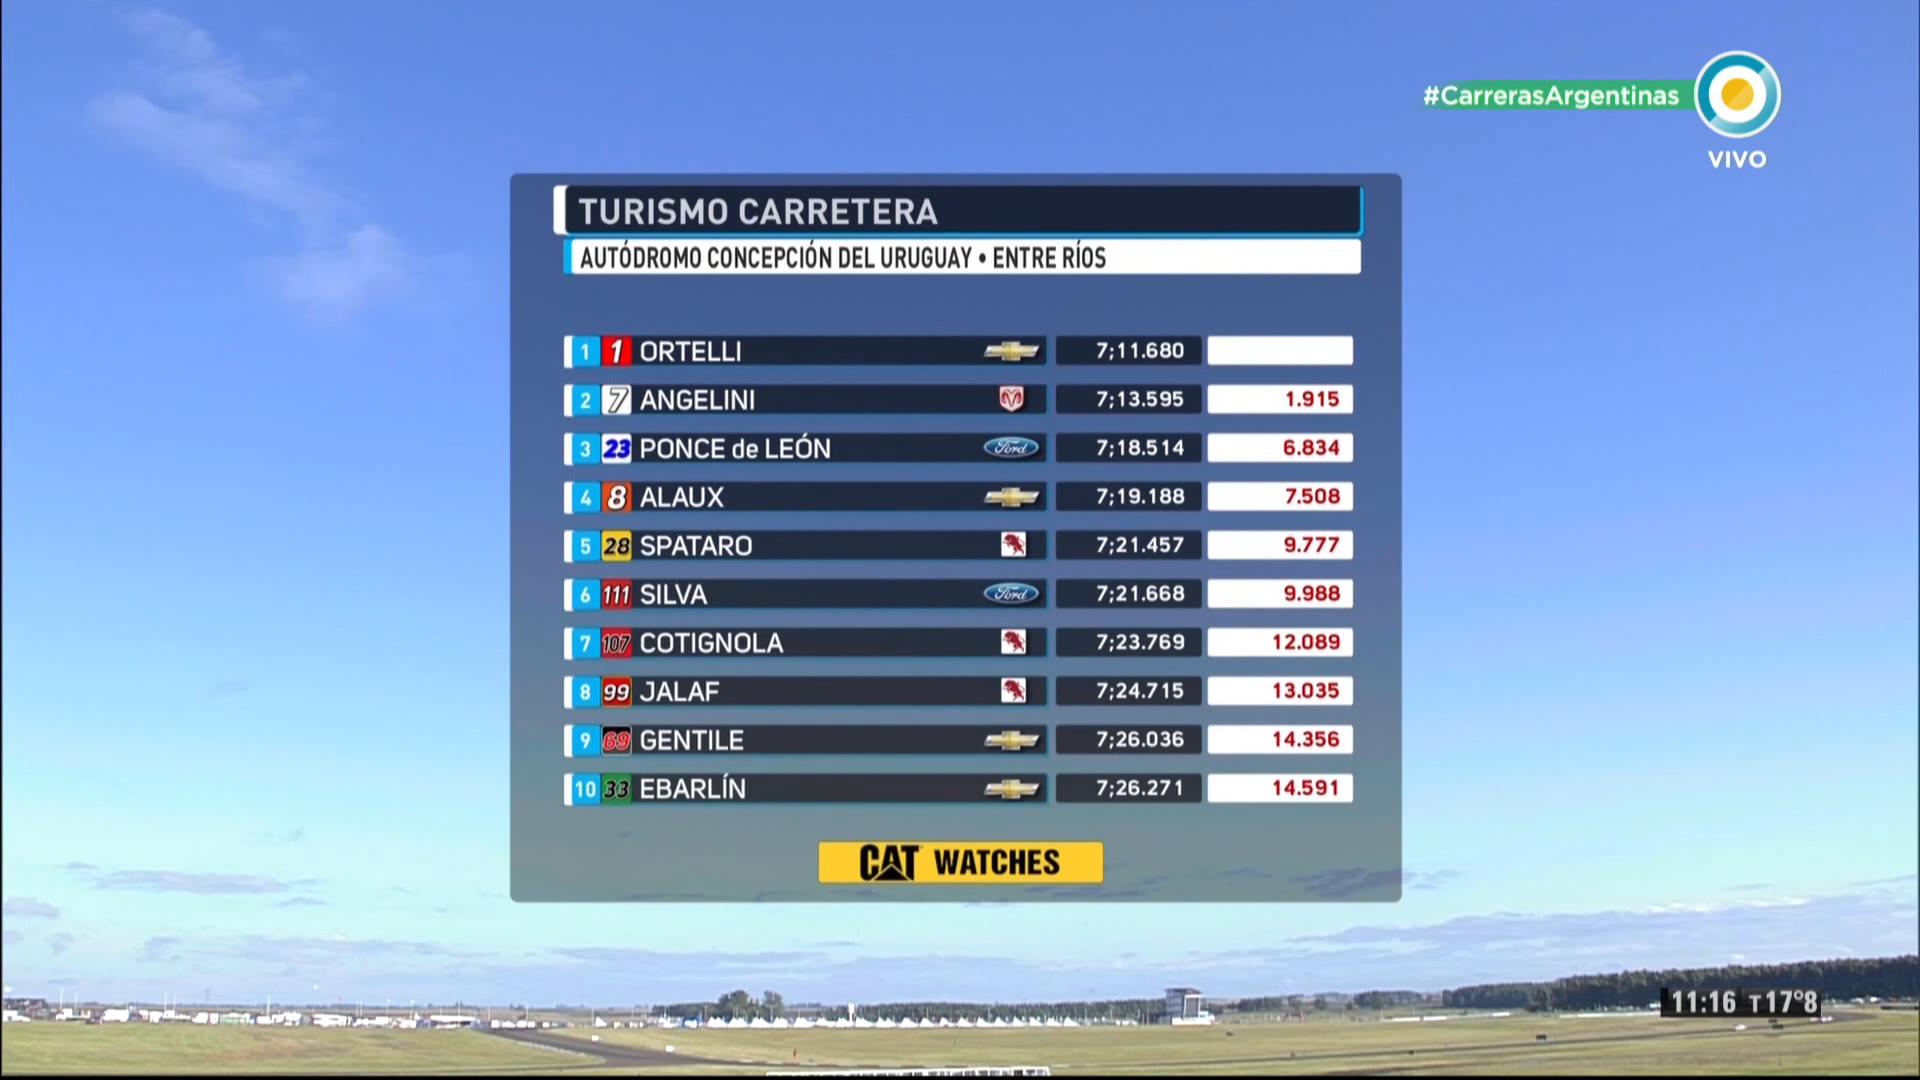 #CarrerasArgentinas
VIVO
TURISMO CARRETERA
AUTÓDROMO CONCEPCIÓN DEL URUGUAY • ENTRE RÍOS
1 1 ORTELLI 7;11.680
2 7 ANGELINI 7;13.595 1.915
3 23 PONCE de LEÓN Ford 7;18.514 6.834
4 8 ALAUX 7;19.188 7.508
5 28 SPATARO 7;21.457 9.777
6 111 SILVA Ford 7;21.668 9.988
7 107 COTIGNOLA 7;23.769 12.089
8 99 JALAF 7;24.715 13.035
9 69 GENTILE 7;26.036 14.356
10 33 EBARLÍN 7;26.271 14.591
CAT WATCHES
11:16 T17°8